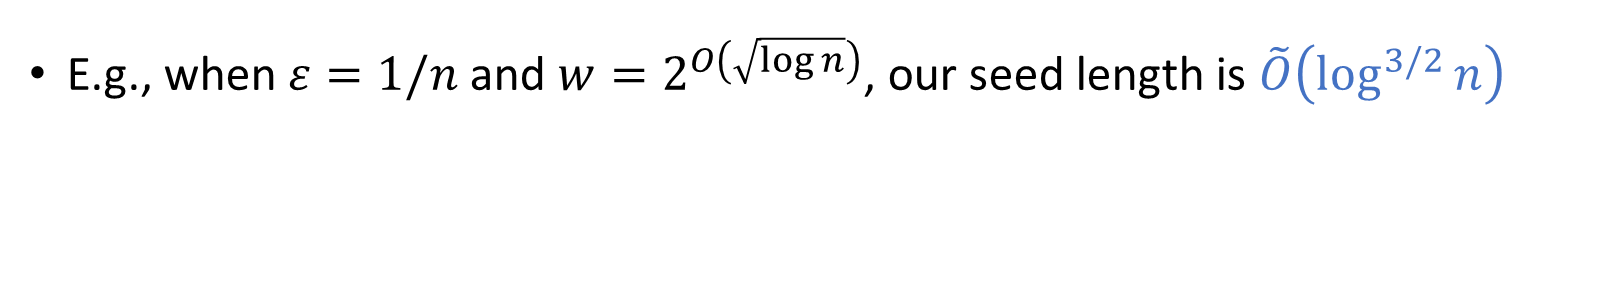 • E.g., when ε = 1/n and w = 2^{O(√log n)}, our seed length is Õ(log^{3/2} n)